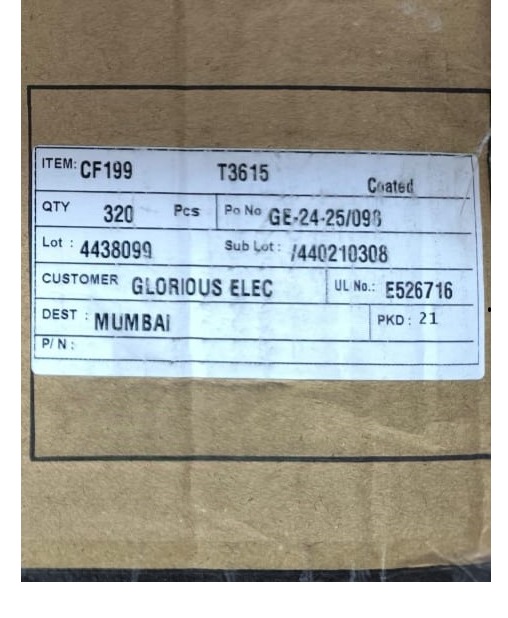 ITEM: CF199 T3615 Coated
QTY 320 Pcs Po No GE-24-25/098
Lot : 4438099 Sub Lot : /440210308
CUSTOMER GLORIOUS ELEC UL No.: E526716
DEST : MUMBAI PKD : 21
P/ N :